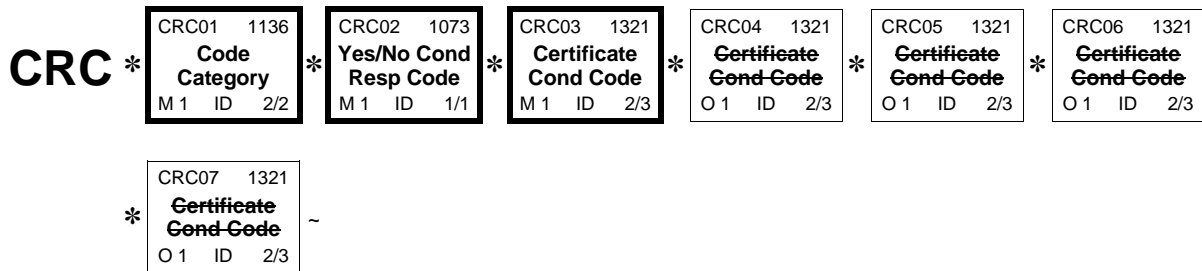 CRC * CRC01 1136 * CRC02 1073 * CRC03 1321 * CRC04 1321 * CRC05 1321 * CRC06 1321
Code Category
M 1 ID 2/2
Yes/No Cond Resp Code
M 1 ID 1/1
Certificate Cond Code
M 1 ID 2/3
Certificate Cond Code
O 1 ID 2/3
Certificate Cond Code
O 1 ID 2/3
Certificate Cond Code
O 1 ID 2/3
* CRC07 1321 ~
Certificate
Cond Code
O 1 ID 2/3